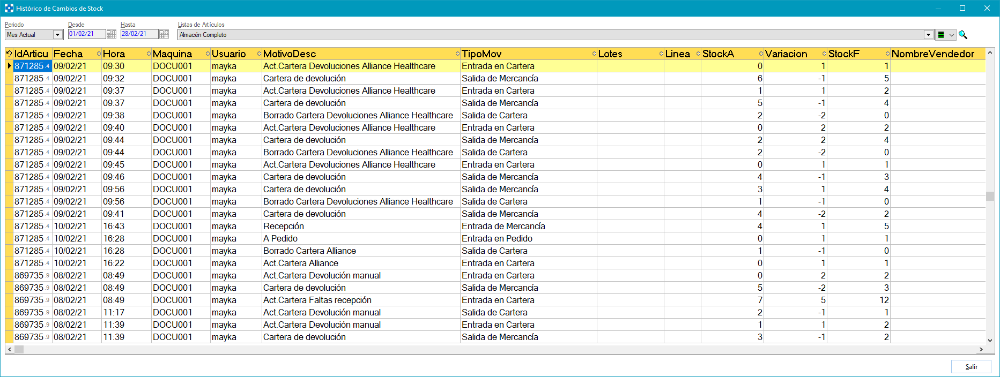 Histórico de Cambios de Stock
Periodo Desde Hasta Listas de Artículos
Mes Actual 01/02/21 28/02/21 Almacén Completo
IdArticu Fecha Hora Maquina Usuario MotivoDesc TipoMov Lotes Linea StockA Variacion StockF NombreVendedor
871285.4 09/02/21 09:30 DOCU001 mayka Act.Cartera Devoluciones Alliance Healthcare Entrada en Cartera 0 1 1
871285.4 09/02/21 09:32 DOCU001 mayka Cartera de devolución Salida de Mercancía 6 -1 5
871285.4 09/02/21 09:37 DOCU001 mayka Act.Cartera Devoluciones Alliance Healthcare Entrada en Cartera 1 1 2
871285.4 09/02/21 09:37 DOCU001 mayka Cartera de devolución Salida de Mercancía 5 -1 4
871285.4 09/02/21 09:38 DOCU001 mayka Borrado Cartera Devoluciones Alliance Healthcare Salida de Cartera 2 -2 0
871285.4 09/02/21 09:40 DOCU001 mayka Act.Cartera Devoluciones Alliance Healthcare Entrada en Cartera 0 2 2
871285.4 09/02/21 09:44 DOCU001 mayka Cartera de devolución Salida de Mercancía 2 2 4
871285.4 09/02/21 09:44 DOCU001 mayka Borrado Cartera Devoluciones Alliance Healthcare Salida de Cartera 2 -2 0
871285.4 09/02/21 09:45 DOCU001 mayka Act.Cartera Devoluciones Alliance Healthcare Entrada en Cartera 0 1 1
871285.4 09/02/21 09:46 DOCU001 mayka Cartera de devolución Salida de Mercancía 4 -1 3
871285.4 09/02/21 09:56 DOCU001 mayka Cartera de devolución Salida de Mercancía 3 1 4
871285.4 09/02/21 09:56 DOCU001 mayka Borrado Cartera Devoluciones Alliance Healthcare Salida de Cartera 1 -1 0
871285.4 09/02/21 09:41 DOCU001 mayka Cartera de devolución Salida de Mercancía 4 -2 2
871285.4 10/02/21 16:43 DOCU001 mayka Recepción Entrada de Mercancía 4 1 5
871285.4 10/02/21 16:28 DOCU001 mayka A Pedido Entrada en Pedido 0 1 1
871285.4 10/02/21 16:28 DOCU001 mayka Borrado Cartera Alliance Salida de Cartera 1 -1 0
871285.4 10/02/21 16:22 DOCU001 mayka Act.Cartera Alliance Entrada en Cartera 0 1 1
869735.9 08/02/21 08:49 DOCU001 mayka Act.Cartera Devolución manual Entrada en Cartera 0 2 2
869735.9 08/02/21 08:49 DOCU001 mayka Cartera de devolución Salida de Mercancía 5 -2 3
869735.9 08/02/21 08:49 DOCU001 mayka Act.Cartera Faltas recepción Entrada en Cartera 7 5 12
869735.9 08/02/21 11:17 DOCU001 mayka Act.Cartera Devolución manual Salida de Cartera 2 -1 1
869735.9 08/02/21 11:39 DOCU001 mayka Act.Cartera Devolución manual Entrada en Cartera 1 1 2
869735.9 08/02/21 11:39 DOCU001 mayka Cartera de devolución Salida de Mercancía 3 -1 2
Salir